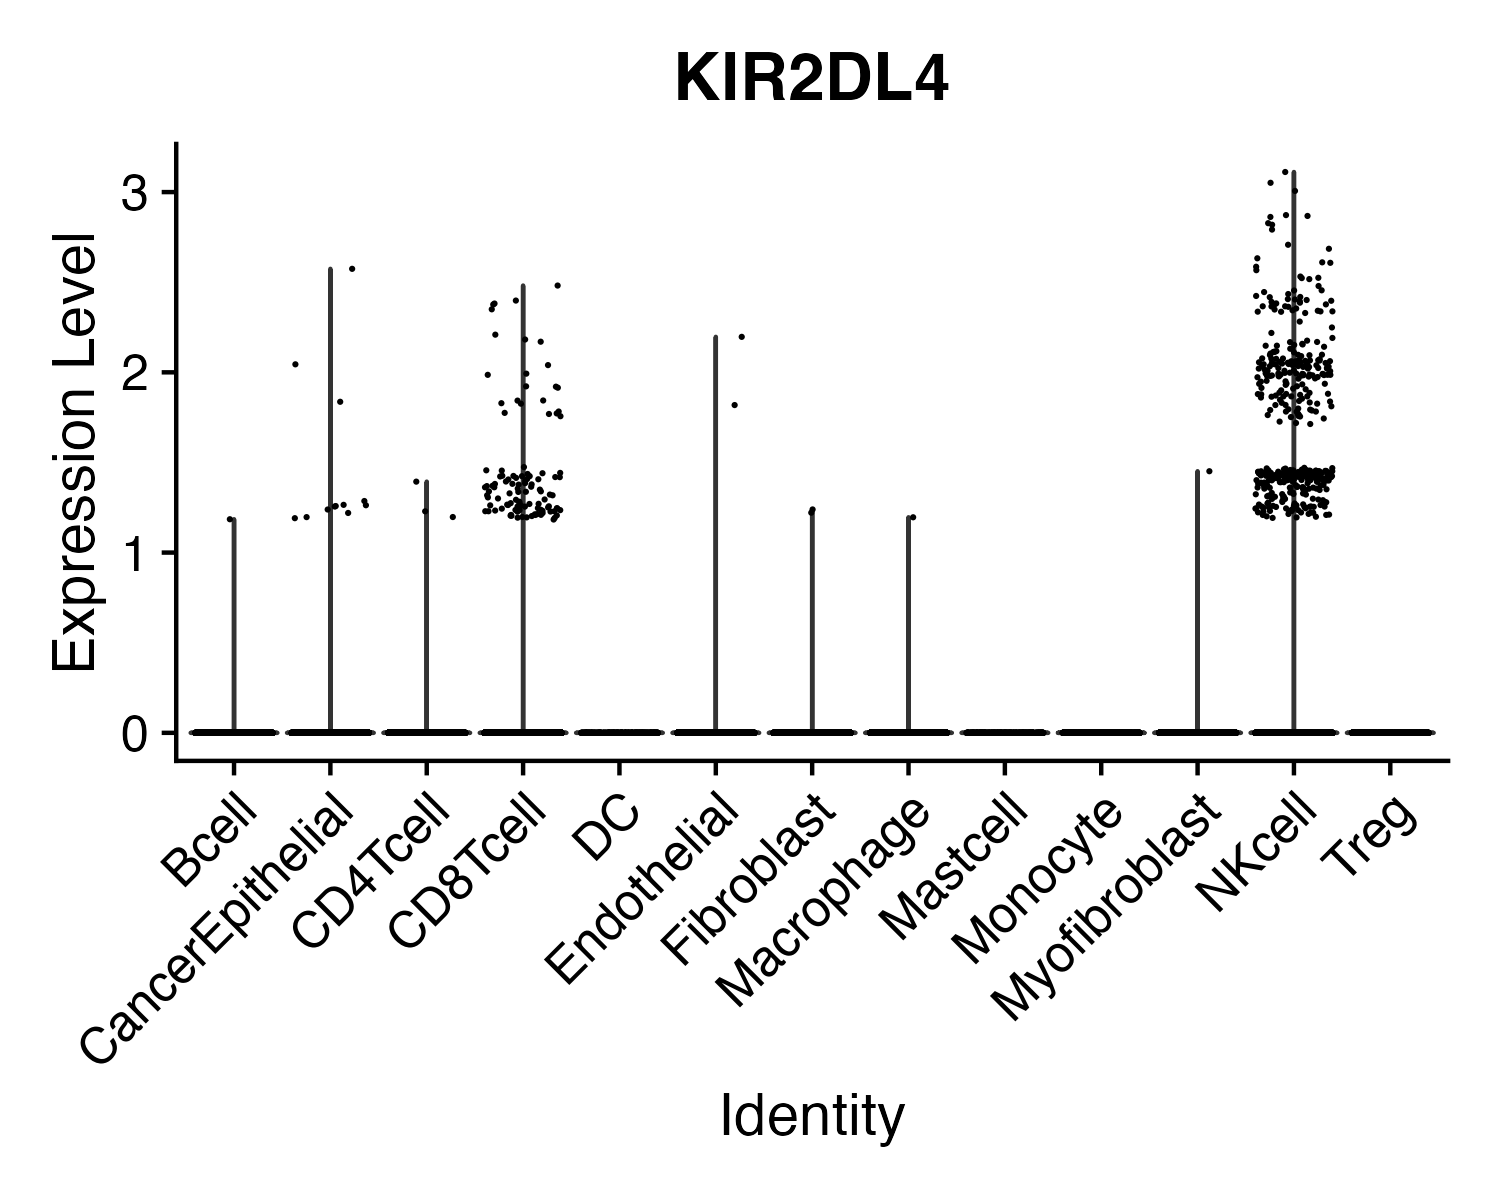 KIR2DL4
Expression Level
3
2
1
0
Bcell
CancerEpithelial
CD4Tcell
CD8Tcell
DC
Endothelial
Fibroblast
Macrophage
Mastcell
Monocyte
Myofibroblast
NKcell
Treg
Identity